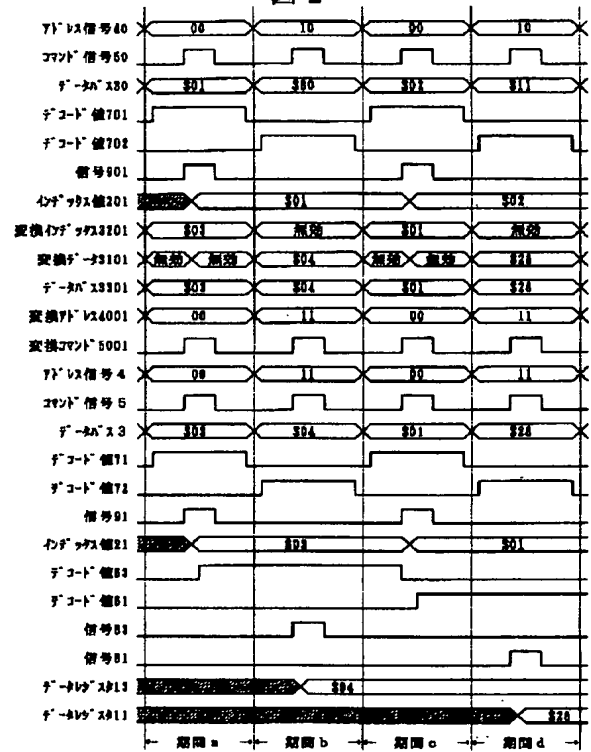 図 2
アドレス信号40 00 10 00 10
コマンド信号50
データバス30 $01 $80 $02 $11
デコード値701
デコード値702
信号901
インデックス値201 $01 $02
変換インデックス3201 $03 無効 $01 無効
変換データ3101 無効 無効 $04 無効 無効 $28
データバス3301 $03 $04 $01 $28
変換アドレス4001 00 11 00 11
変換コマンド5001
アドレス信号4 00 11 00 11
コマンド信号5
データバス3 $03 $04 $01 $28
デコード値71
デコード値72
信号91
インデックス値21 $03 $01
デコード値63
デコード値61
信号83
信号81
データレジスタ13 $04
データレジスタ11 $28
期間a 期間b 期間c 期間d